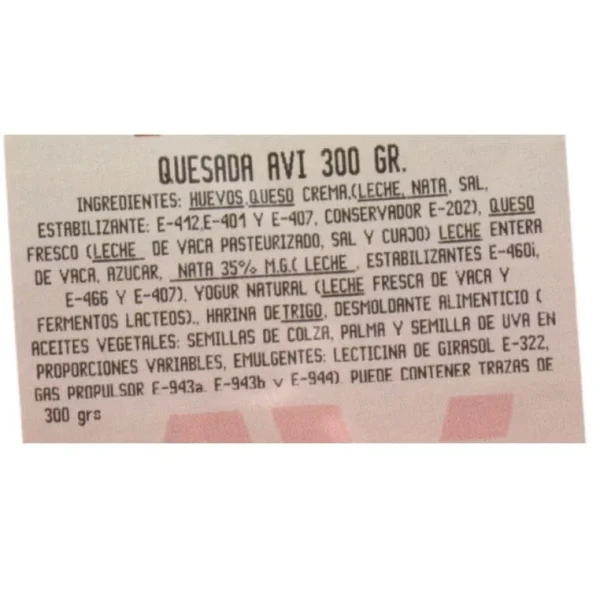 QUESADA AVI 300 GR.
INGREDIENTES: HUEVOS,QUESO CREMA,(LECHE, NATA, SAL,
ESTABILIZANTE: E-412,E-401 Y E-407, CONSERVADOR E-202), QUESO
FRESCO (LECHE DE VACA PASTEURIZADO, SAL Y CUAJO) LECHE ENTERA
DE VACA, AZUCAR, NATA 35% M.G.( LECHE , ESTABILIZANTES E-460i,
E-466 Y E-407), YOGUR NATURAL (LECHE FRESCA DE VACA Y
FERMENTOS LACTEOS)., HARINA DE TRIGO, DESMOLDANTE ALIMENTICIO (
ACEITES VEGETALES: SEMILLAS DE COLZA, PALMA Y SEMILLA DE UVA EN
PROPORCIONES VARIABLES, EMULGENTES: LECTICINA DE GIRASOL E-322,
GAS PROPULSOR E-943a, E-943b y E-944). PUEDE CONTENER TRAZAS DE
300 grs